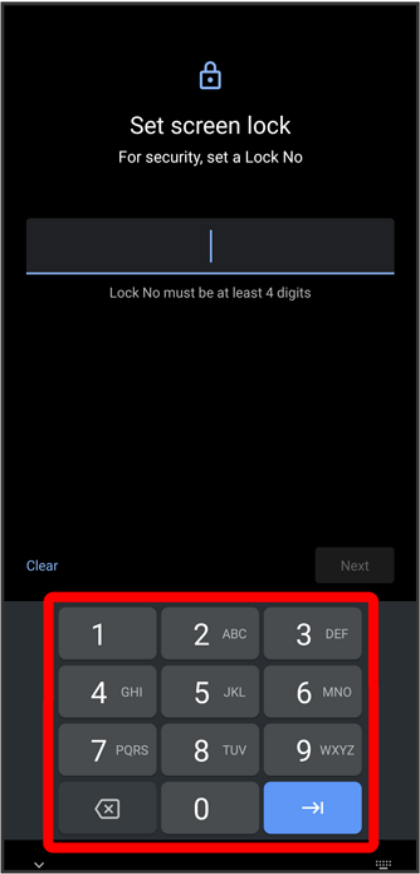 Set screen lock
For security, set a Lock No
Lock No must be at least 4 digits
Clear Next
1 2 ABC 3 DEF
4 GHI 5 JKL 6 MNO
7 PQRS 8 TUV 9 WXYZ
0